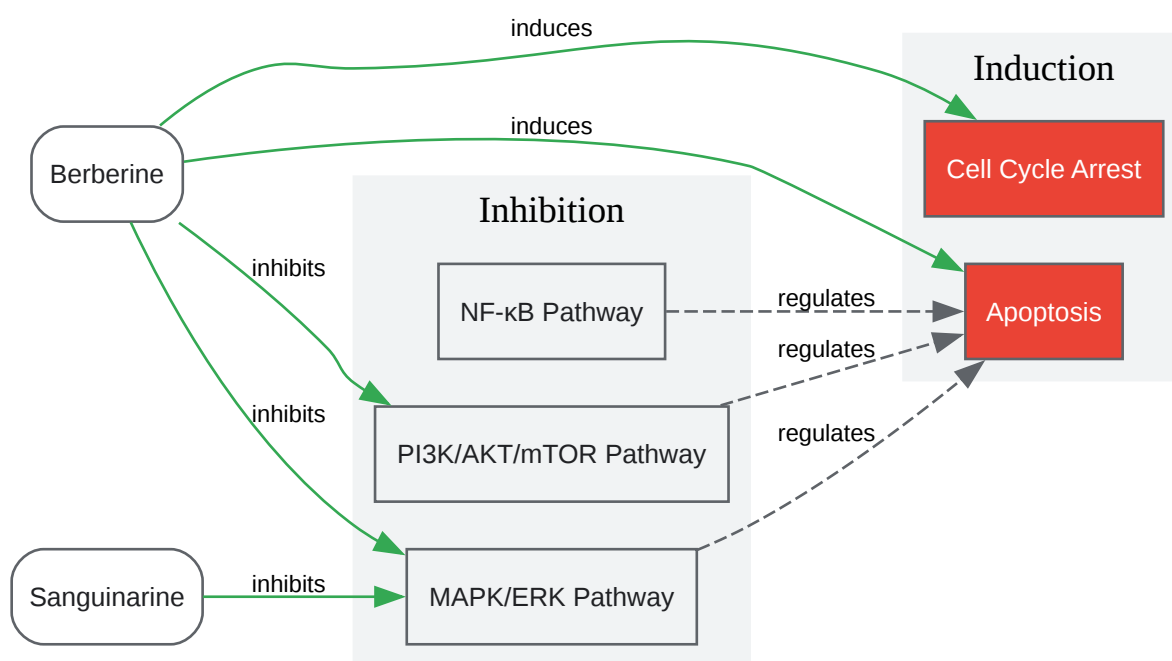 induces
Induction
induces
Cell Cycle Arrest
Berberine
Inhibition
inhibits
NF-κB Pathway
regulates
Apoptosis
regulates
inhibits
regulates
PI3K/AKT/mTOR Pathway
Sanguinarine
inhibits
MAPK/ERK Pathway